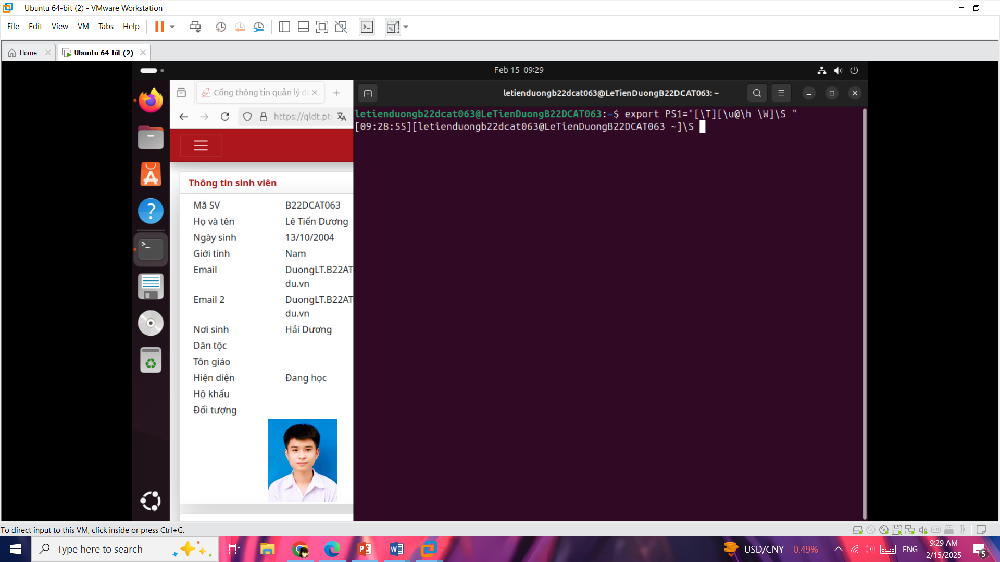 Ubuntu 64-bit (2) - VMware Workstation
File Edit View VM Tabs Help
Home
Ubuntu 64-bit (2)
Feb 15 09:29
Cổng thông tin quản lý đà
letienduongb22dcat063@LeTienDuongB22DCAT063: ~
https://qldt.pti
letienduongb22dcat063@LeTienDuongB22DCAT063:~$ export PS1="[\T][\u@\h \W]\S "
[09:28:55][letienduongb22dcat063@LeTienDuongB22DCAT063 ~]\S
Thông tin sinh viên
Mã SV B22DCAT063
Họ và tên Lê Tiến Dương
Ngày sinh 13/10/2004
Giới tính Nam
Email DuongLT.B22AT
du.vn
Email 2 DuongLT.B22AT
du.vn
Nơi sinh Hải Dương
Dân tộc
Tôn giáo
Hiện diện Đang học
Hộ khẩu
Đối tượng
To direct input to this VM, click inside or press Ctrl+G.
Type here to search
USD/CNY -0.49%
ENG
9:29 AM
2/15/2025
5